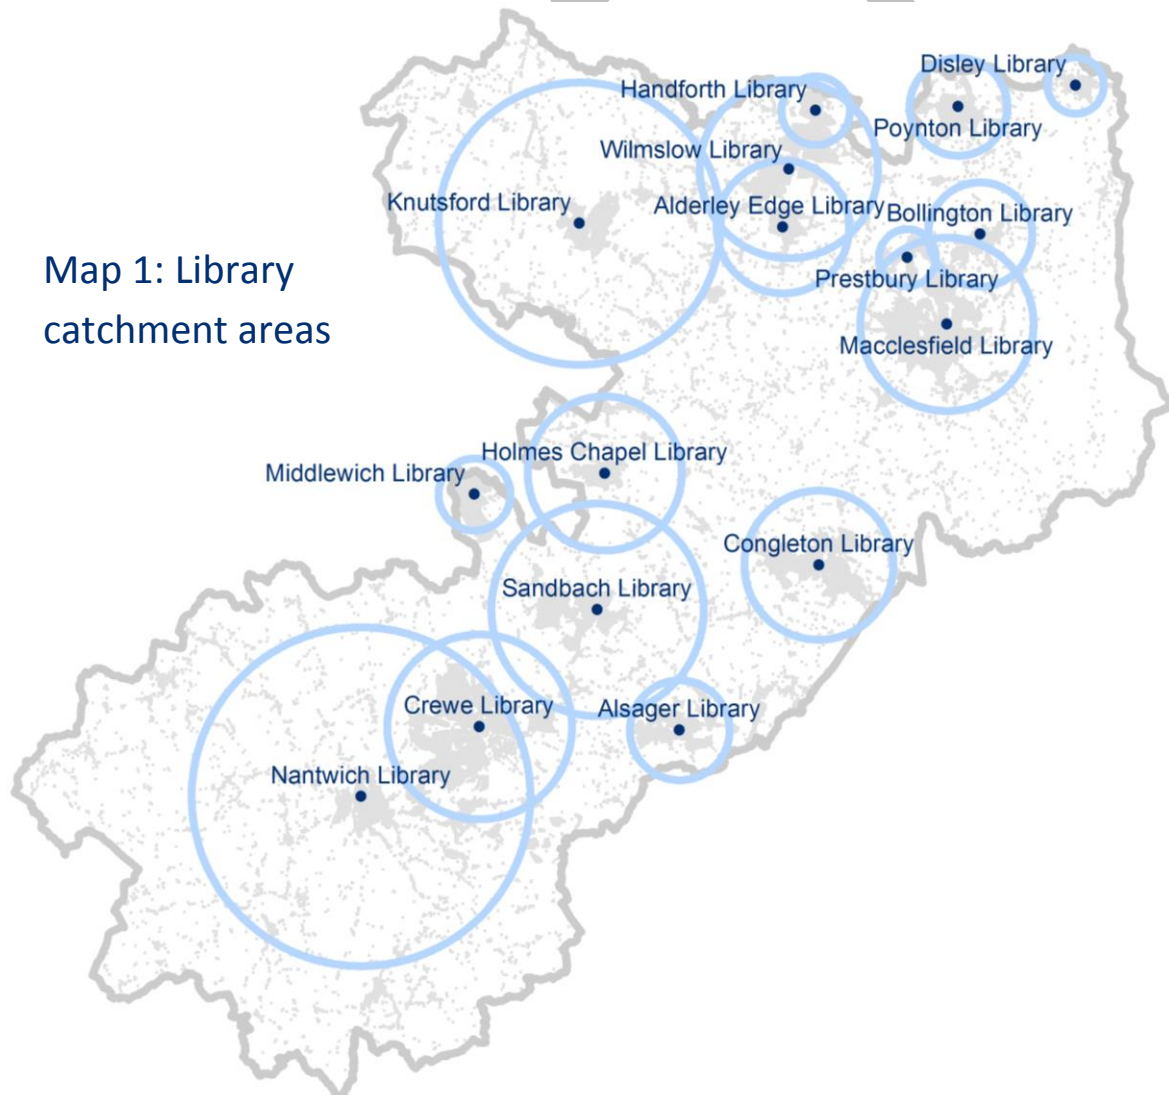 Disley Library
Handforth Library
Poynton Library
Wilmslow Library
Knutsford Library
Alderley Edge Library
Bollington Library
Map 1: Library
catchment areas
Prestbury Library
Macclesfield Library
Holmes Chapel Library
Middlewich Library
Congleton Library
Sandbach Library
Crewe Library
Alsager Library
Nantwich Library